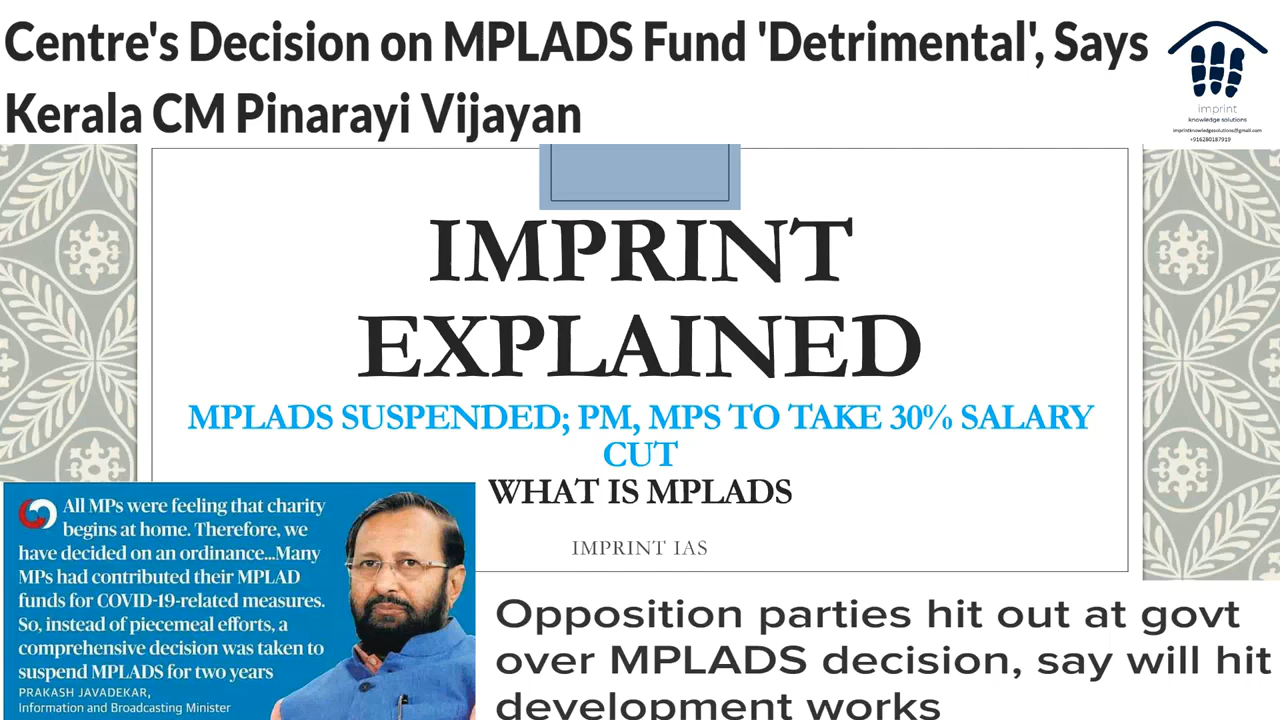 Centre's Decision on MPLADS Fund 'Detrimental', Says
Kerala CM Pinarayi Vijayan
imprint
knowledge solutions
imprintknowledgesolutions@gmail.com
+916280187919
IMPRINT
EXPLAINED
MPLADS SUSPENDED; PM, MPS TO TAKE 30% SALARY
CUT
WHAT IS MPLADS
IMPRINT IAS
All MPs were feeling that charity
begins at home. Therefore, we
have decided on an ordinance...Many
MPs had contributed their MPLAD
funds for COVID-19-related measures.
So, instead of piecemeal efforts, a
comprehensive decision was taken to
suspend MPLADS for two years
PRAKASH JAVADEKAR,
Information and Broadcasting Minister
Opposition parties hit out at govt
over MPLADS decision, say will hit
development works